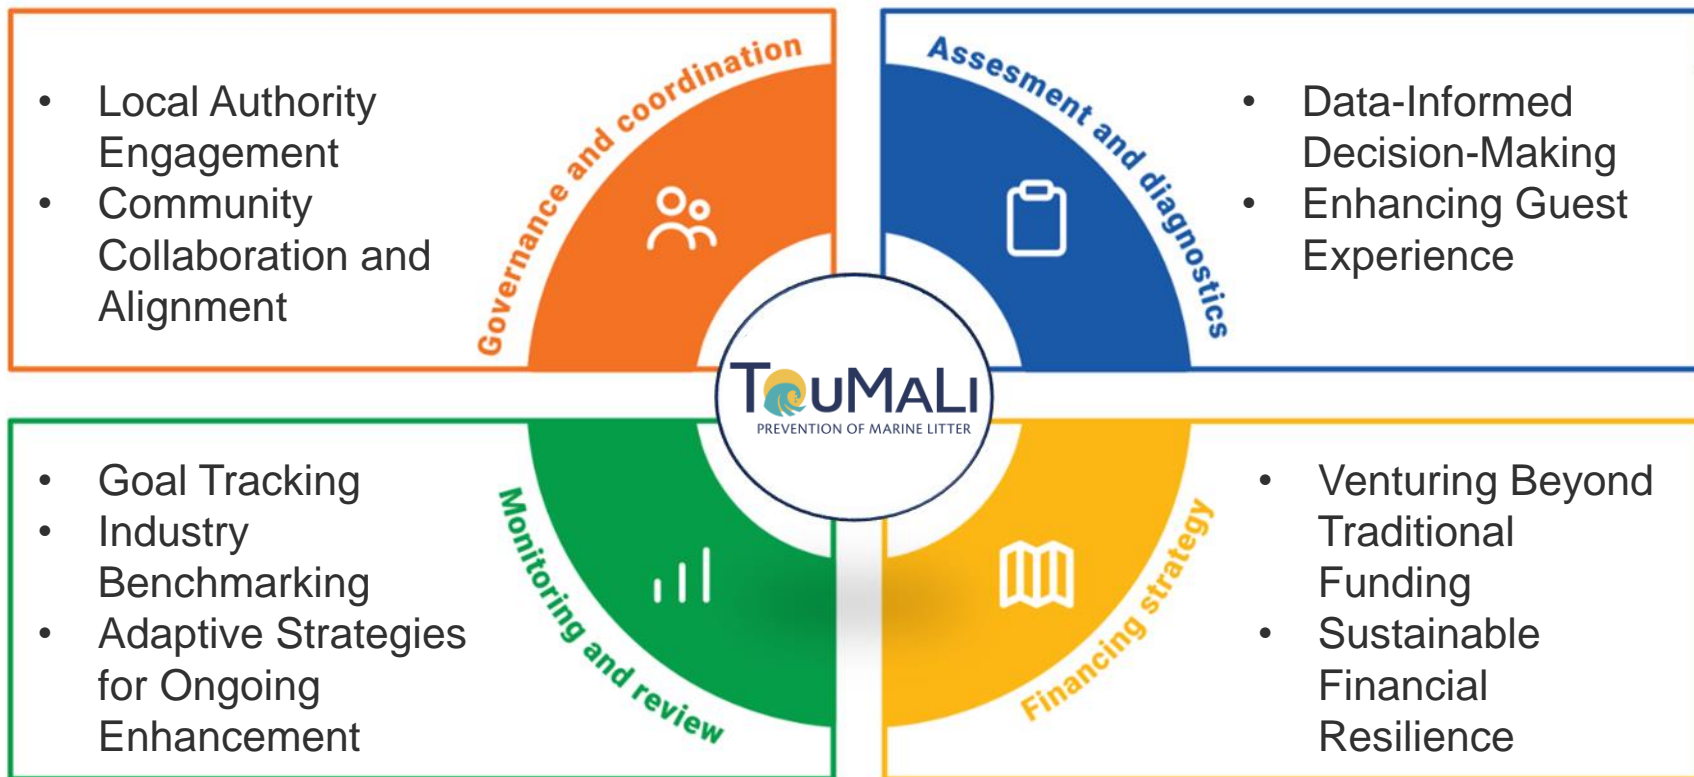 Governance and coordination
• Local Authority
Engagement
• Community
Collaboration and
Alignment
Assesment and diagnostics
• Data-Informed
Decision-Making
• Enhancing Guest
Experience
TouMaLi
PREVENTION OF MARINE LITTER
Monitoring and review
• Goal Tracking
• Industry
Benchmarking
• Adaptive Strategies
for Ongoing
Enhancement
Financing strategy
• Venturing Beyond
Traditional
Funding
• Sustainable
Financial
Resilience